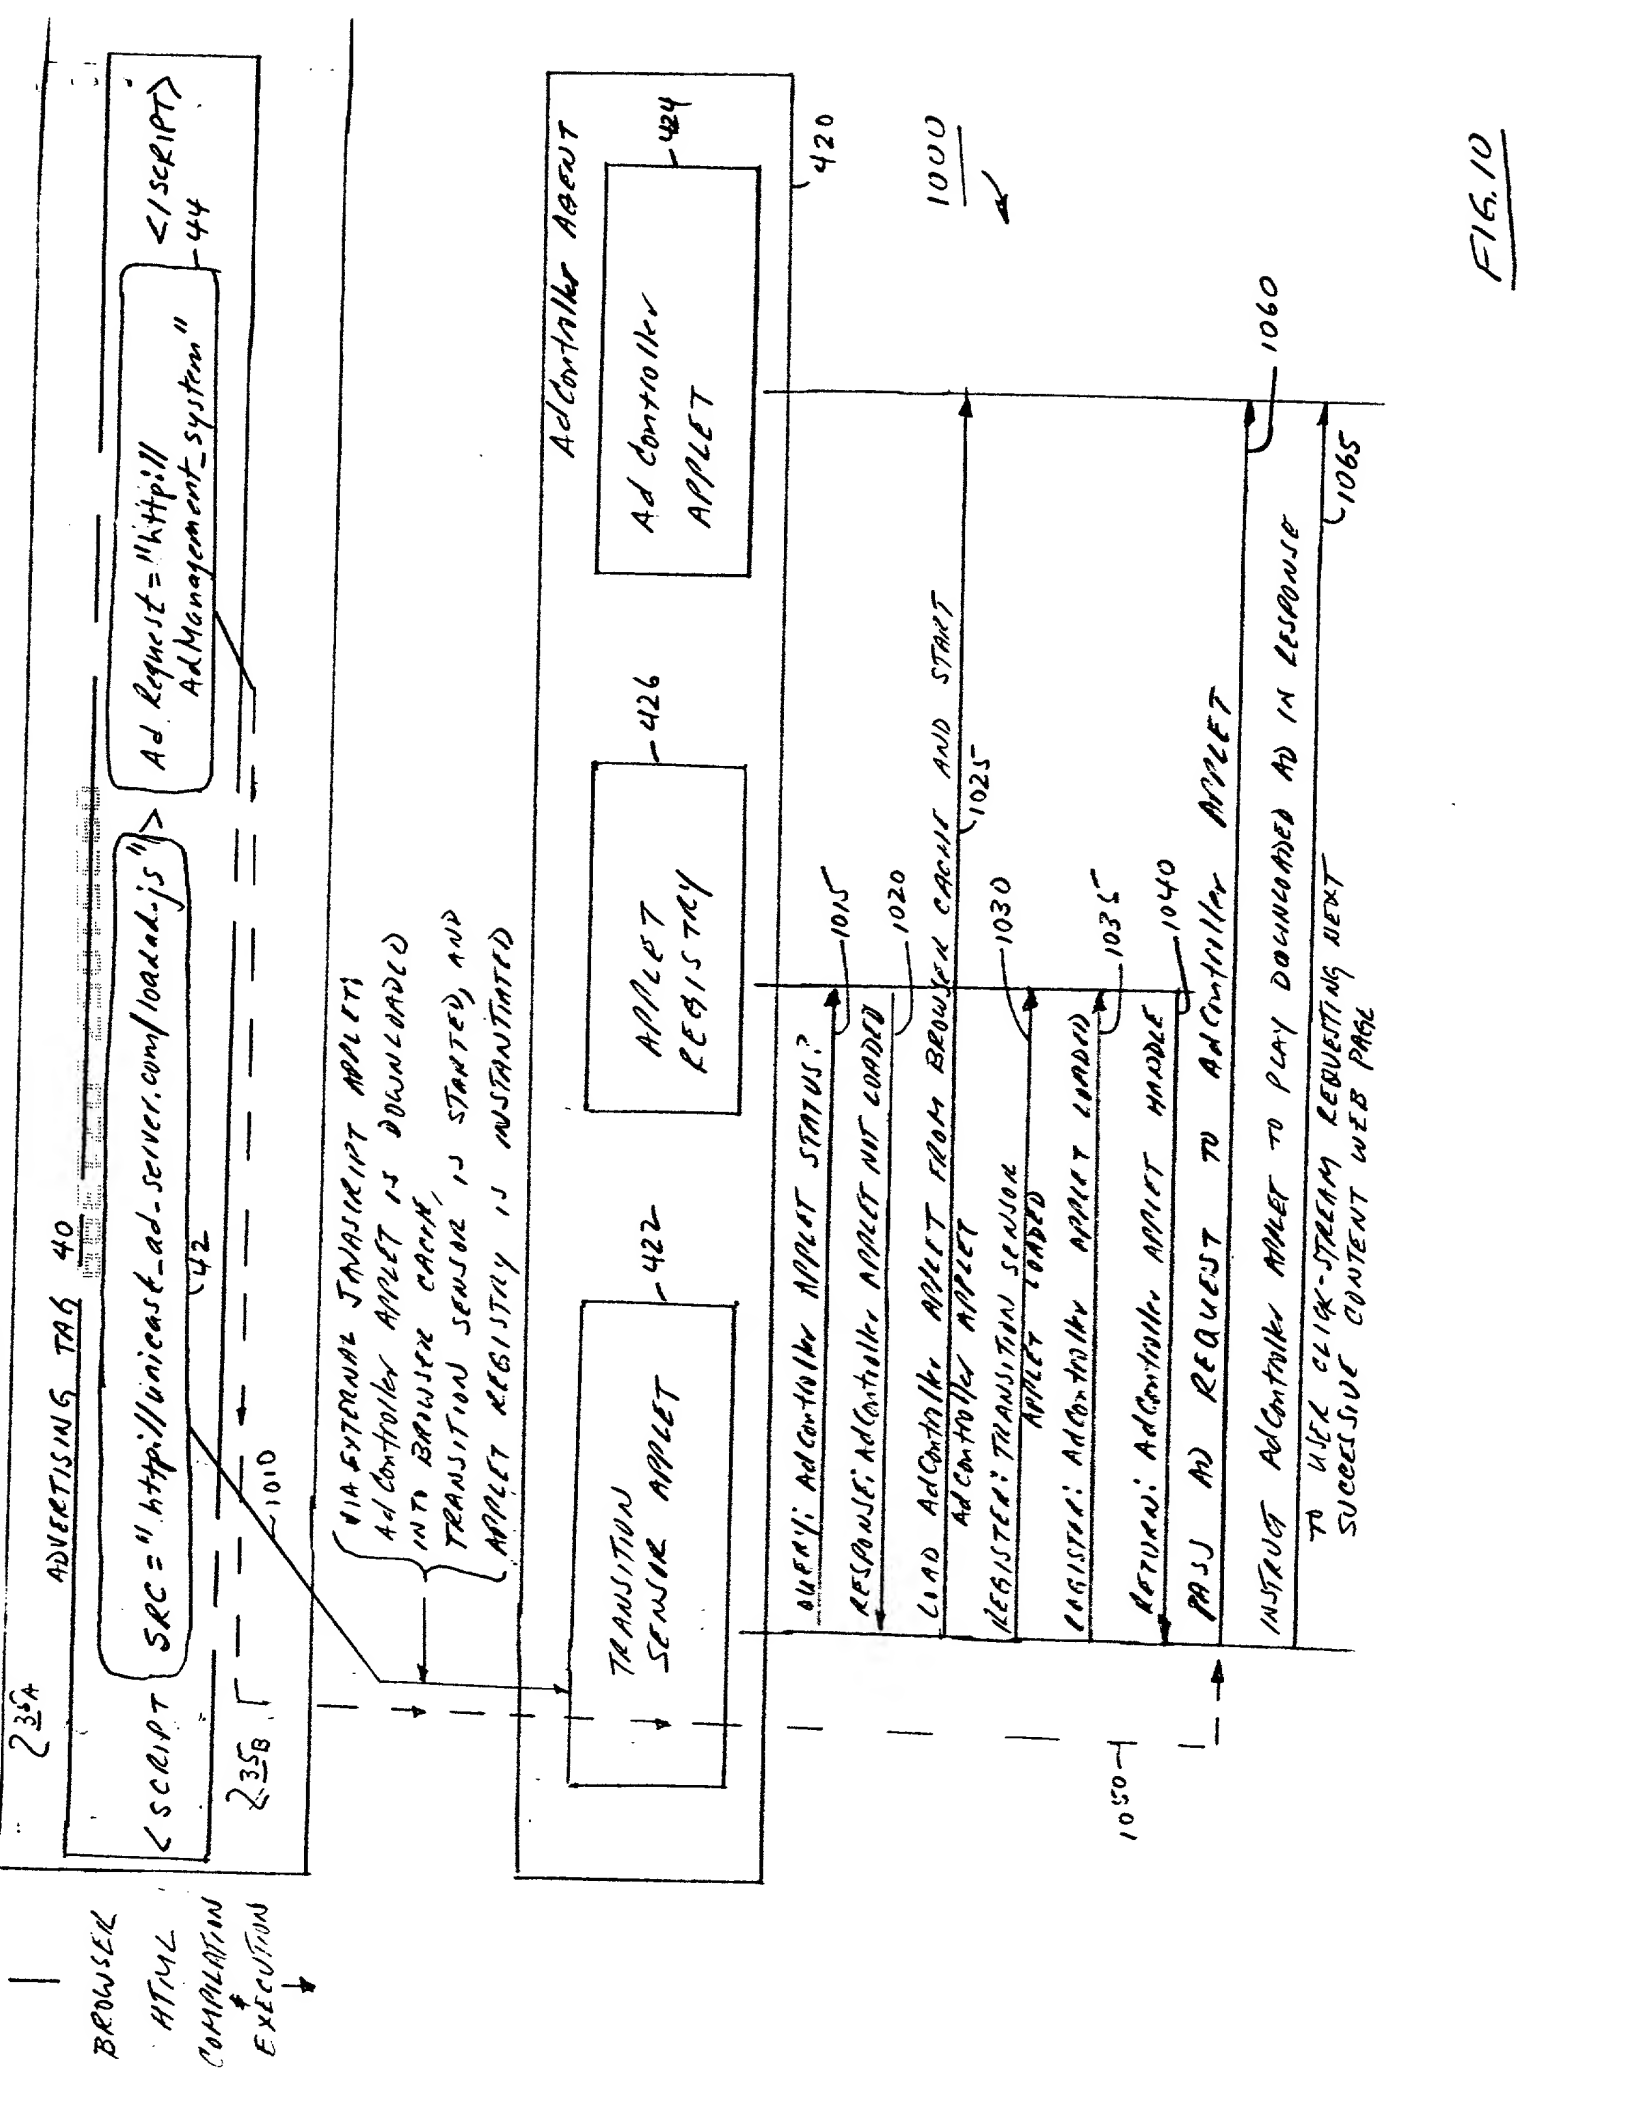 235A
ADVERTISING TAG 40
<SCRIPT SRC="http://unicast_ad-server.com/loadad.js"> Ad Request="http://
AdManagement_system" </SCRIPT>
42
44
235B
1010
BROWSER
HTML
COMPILATION
&
EXECUTION
VIA EXTERNAL JAVASCRIPT APPLET:
AdController APPLET IS DOWNLOADED
INTO BROWSER CACHE,
TRANSITION SENSOR IS STARTED, AND
APPLET REGISTRY IS INSTANTIATED
AdController AGENT
TRANSITION
SENSOR APPLET
422
APPLET
REGISTRY
426
Ad Controller
APPLET
424
420
1000
QUERY: AdController APPLET STATUS?
1015
RESPONSE: AdController APPLET NOT LOADED
1020
LOAD AdController APPLET FROM BROWSER CACHE AND START
AdController APPLET
1025
REGISTER: TRANSITION SENSOR
APPLET LOADED
1030
REGISTER: AdController APPLET LOADED
1035
RETURN: AdController APPLET HANDLE
1040
1050
PASS AD REQUEST TO AdController APPLET
1060
INSTRUCT AdController APPLET TO PLAY DOWNLOADED AD IN RESPONSE
1065
TO USER CLICK-STREAM REQUESTING NEXT
SUCCESSIVE CONTENT WEB PAGE
FIG. 10